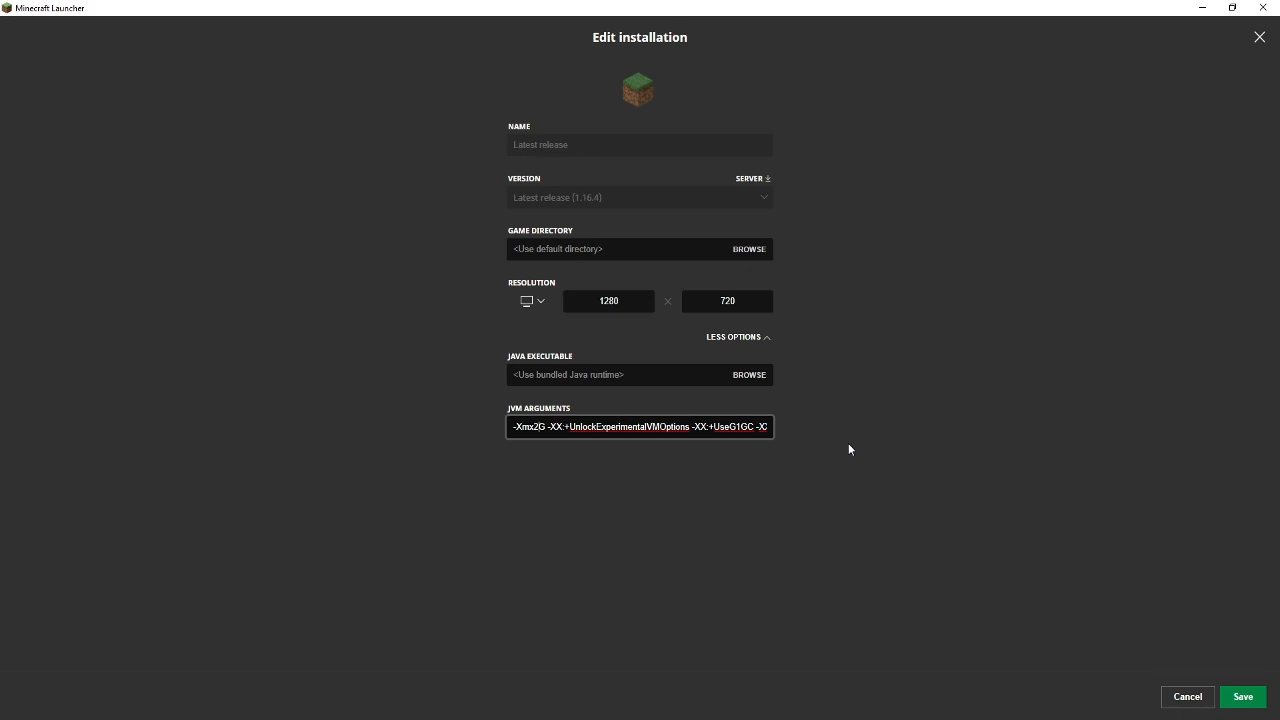 Minecraft Launcher
Edit installation
NAME
Latest release
VERSION SERVER
Latest release (1.16.4)
GAME DIRECTORY
<Use default directory> BROWSE
RESOLUTION
1280 x 720
LESS OPTIONS
JAVA EXECUTABLE
<Use bundled Java runtime> BROWSE
JVM ARGUMENTS
-Xmx2G -XX:+UnlockExperimentalVMOptions -XX:+UseG1GC
Cancel Save